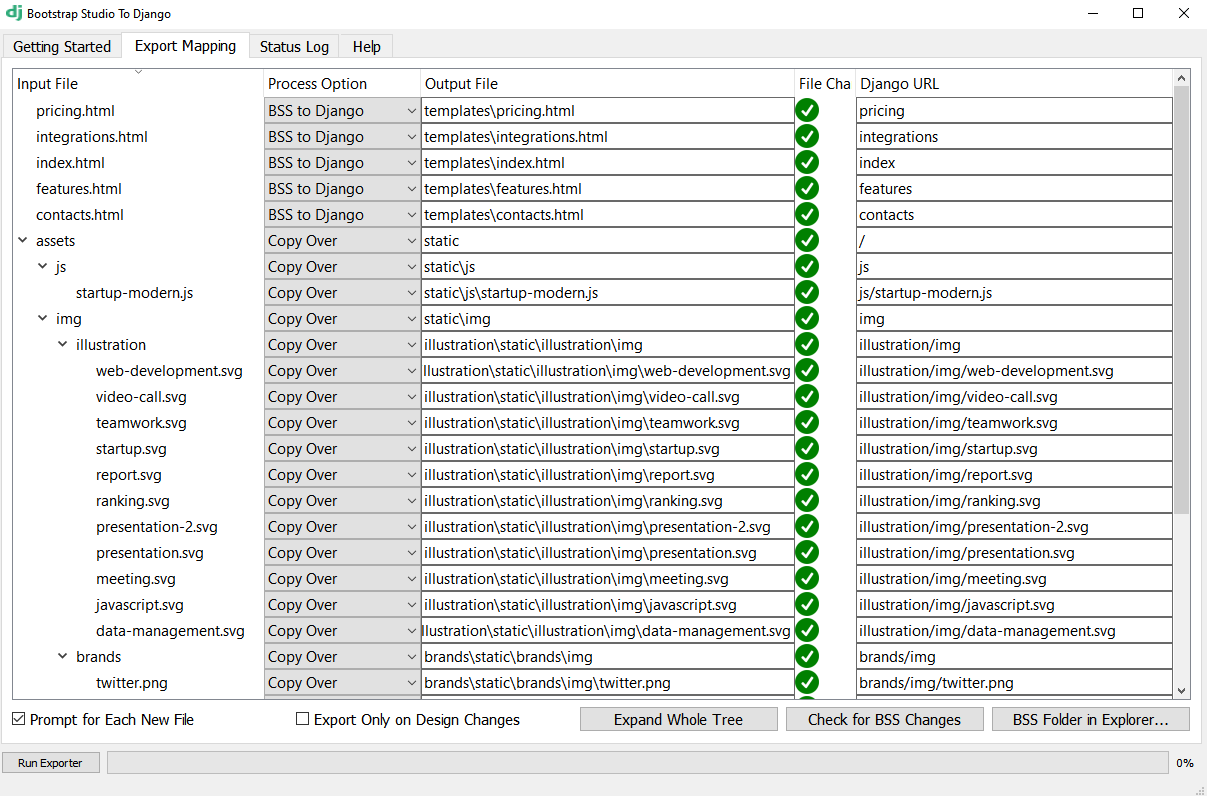 dj Bootstrap Studio To Django
Getting Started Export Mapping Status Log Help
Input File Process Option Output File File Cha Django URL
pricing.html BSS to Django templates\pricing.html pricing
integrations.html BSS to Django templates\integrations.html integrations
index.html BSS to Django templates\index.html index
features.html BSS to Django templates\features.html features
contacts.html BSS to Django templates\contacts.html contacts
assets Copy Over static /
js Copy Over static\js js
startup-modern.js Copy Over static\js\startup-modern.js js/startup-modern.js
img Copy Over static\img img
illustration Copy Over illustration\static\illustration\img illustration/img
web-development.svg Copy Over llustration\static\illustration\img\web-development.svg illustration/img/web-development.svg
video-call.svg Copy Over illustration\static\illustration\img\video-call.svg illustration/img/video-call.svg
teamwork.svg Copy Over illustration\static\illustration\img\teamwork.svg illustration/img/teamwork.svg
startup.svg Copy Over illustration\static\illustration\img\startup.svg illustration/img/startup.svg
report.svg Copy Over illustration\static\illustration\img\report.svg illustration/img/report.svg
ranking.svg Copy Over illustration\static\illustration\img\ranking.svg illustration/img/ranking.svg
presentation-2.svg Copy Over illustration\static\illustration\img\presentation-2.svg illustration/img/presentation-2.svg
presentation.svg Copy Over illustration\static\illustration\img\presentation.svg illustration/img/presentation.svg
meeting.svg Copy Over illustration\static\illustration\img\meeting.svg illustration/img/meeting.svg
javascript.svg Copy Over illustration\static\illustration\img\javascript.svg illustration/img/javascript.svg
data-management.svg Copy Over llustration\static\illustration\img\data-management.svg illustration/img/data-management.svg
brands Copy Over brands\static\brands\img brands/img
twitter.png Copy Over brands\static\brands\img\twitter.png brands/img/twitter.png
Prompt for Each New File Export Only on Design Changes Expand Whole Tree Check for BSS Changes BSS Folder in Explorer...
Run Exporter 0%